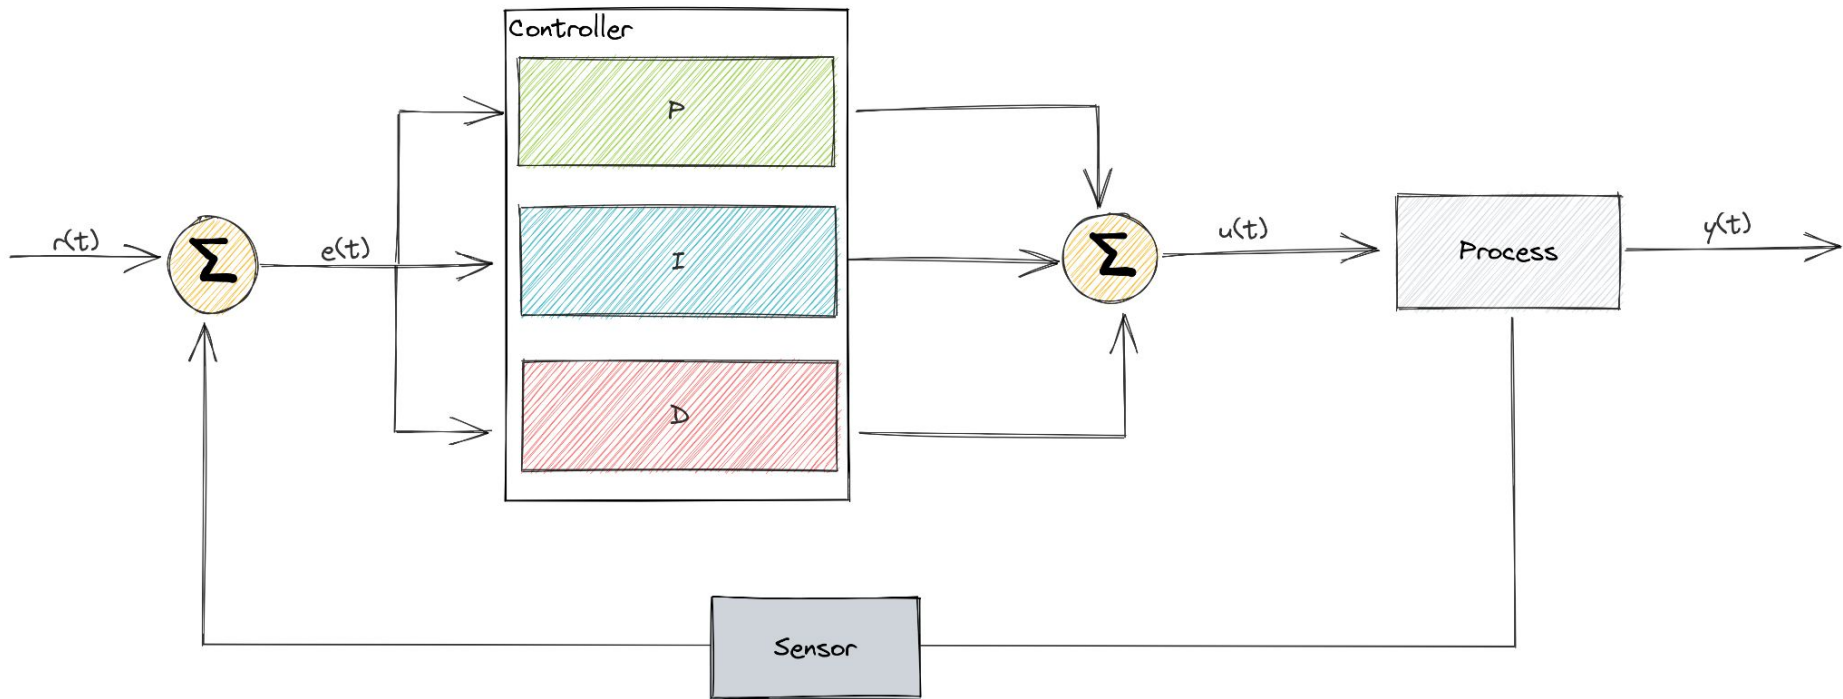 Controller
P
r(t)
Σ
e(t)
I
Σ
u(t)
Process
y(t)
D
Sensor